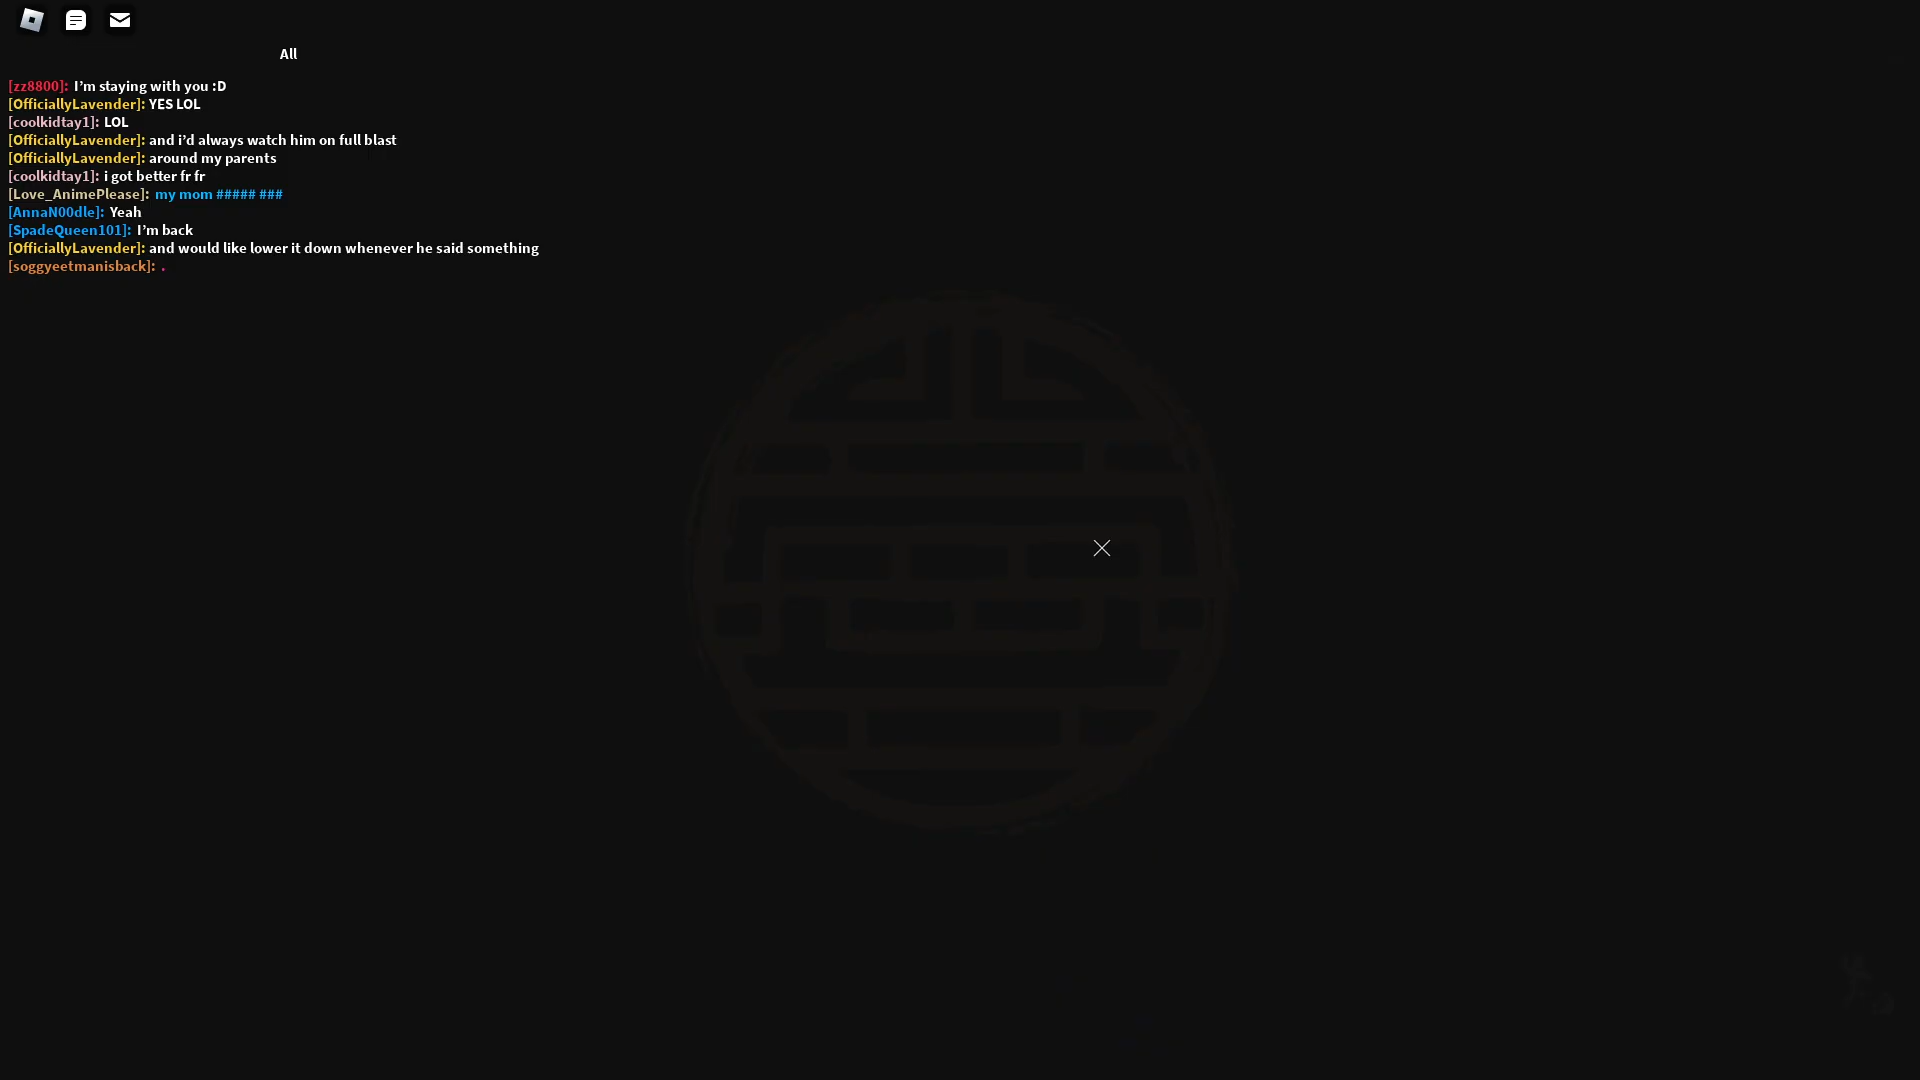 All
[zz8800]: I'm staying with you :D
[OfficiallyLavender]: YES LOL
[coolkidtay1]: LOL
[OfficiallyLavender]: and i'd always watch him on full blast
[OfficiallyLavender]: around my parents
[coolkidtay1]: i got better fr fr
[Love_AnimePlease]: my mom ##### ###
[AnnaN00dle]: Yeah
[SpadeQueen101]: I'm back
[OfficiallyLavender]: and would like lower it down whenever he said something
[soggyeetmanisback]: .